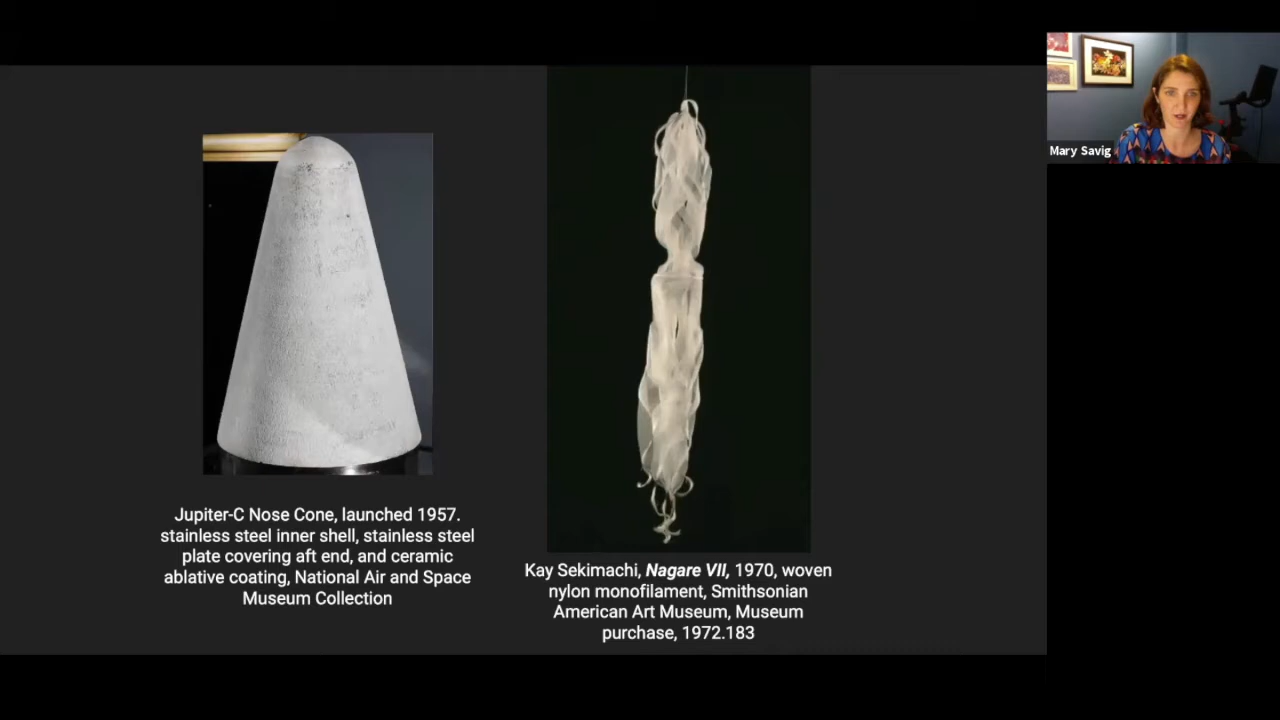 Mary Savig
Jupiter-C Nose Cone, launched 1957.
stainless steel inner shell, stainless steel
plate covering aft end, and ceramic
ablative coating, National Air and Space
Museum Collection
Kay Sekimachi, Nagare VII, 1970, woven
nylon monofilament, Smithsonian
American Art Museum, Museum
purchase, 1972.183